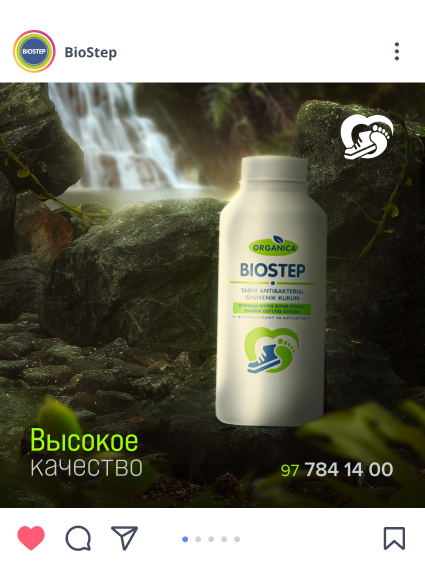 BIOSTEP
BioStep
ORGANICA
BIOSTEP
TABIIY ANTIBAKTERIAL
GIGIYENIK KUKUN
Высокое
качество
97 784 14 00